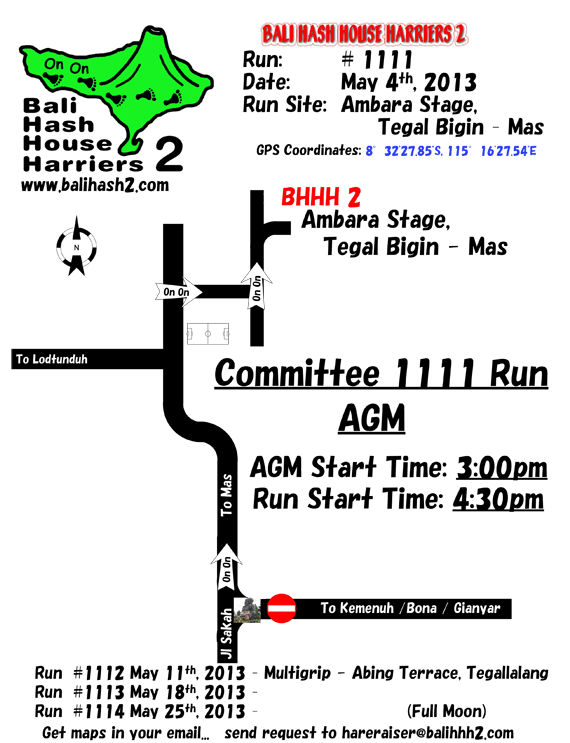 On On
Bali
Hash
House
Harriers 2
www.balihash2.com
BALI HASH HOUSE HARRIERS 2
Run: # 1111
Date: May 4th, 2013
Run Site: Ambara Stage,
Tegal Bigin - Mas
GPS Coordinates: 8° 32'27.85"S, 115° 16'27.54"E
BHHH 2
Ambara Stage,
Tegal Bigin - Mas
N
On On
On On
To Lodtunduh
Committee 1111 Run
AGM
AGM Start Time: 3:00pm
Run Start Time: 4:30pm
To Mas
On On
Jl Sakah
To Kemenuh /Bona / Gianyar
Run #1112 May 11th, 2013 - Multigrip - Abing Terrace, Tegallalang
Run #1113 May 18th, 2013 -
Run #1114 May 25th, 2013 - (Full Moon)
Get maps in your email... send request to hareraiser@balihhh2.com